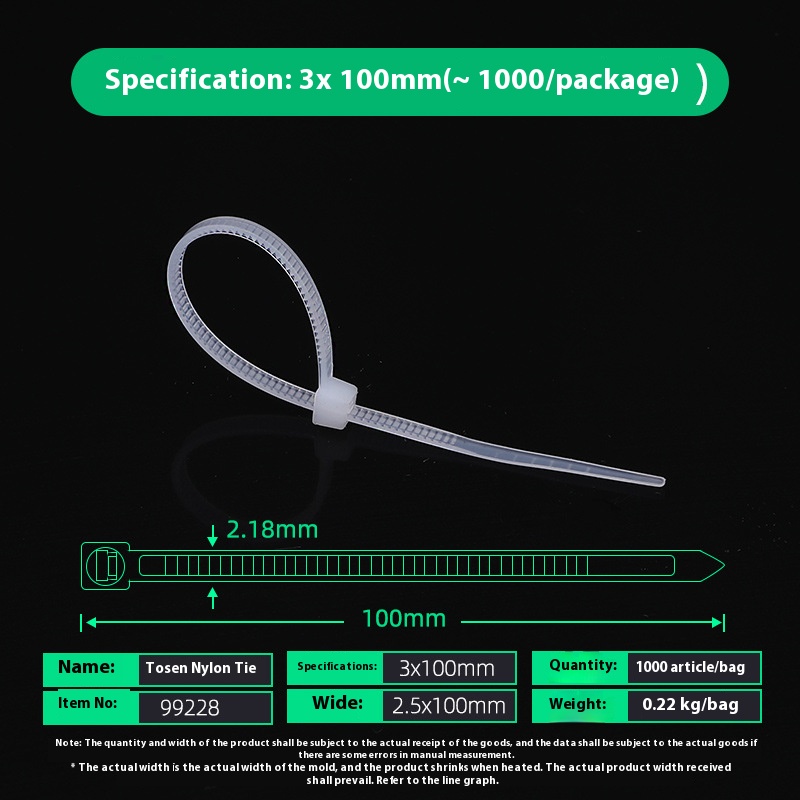 Specification: 3x 100mm(~ 1000/package) )
2.18mm
100mm
Name: Tosen Nylon Tie
Specifications: 3x100mm
Quantity: 1000 article/bag
Item No: 99228
Wide: 2.5x100mm
Weight: 0.22 kg/bag
Note: The quantity and width of the product shall be subject to the actual receipt of the goods, and the data shall be subject to the actual goods if
there are some errors in manual measurement.
* The actual width is the actual width of the mold, and the product shrinks when heated. The actual product width received
shall prevail. Refer to the line graph.